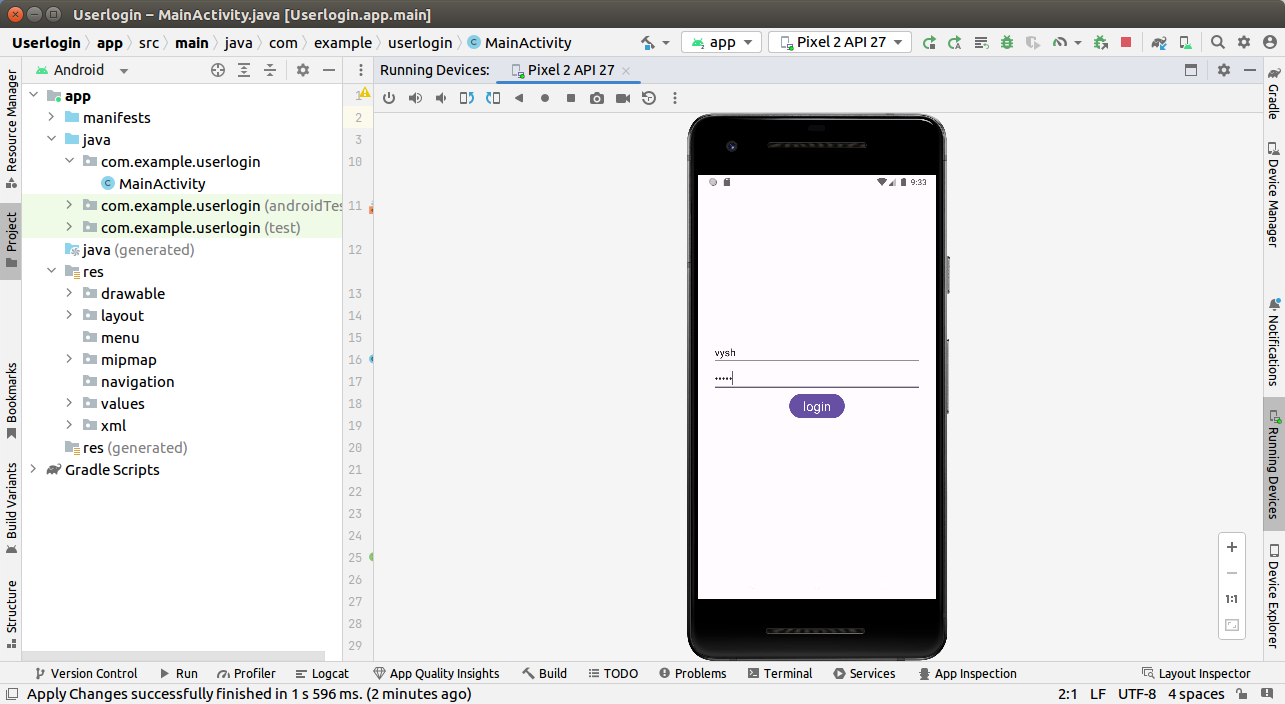 Userlogin – MainActivity.java [Userlogin.app.main]
Userlogin app src main java com example userlogin MainActivity app Pixel 2 API 27
Android
Running Devices: Pixel 2 API 27
app
manifests
java
com.example.userlogin
MainActivity
com.example.userlogin (androidTes
com.example.userlogin (test)
java (generated)
res
drawable
layout
menu
mipmap
navigation
values
xml
res (generated)
Gradle Scripts
1
2
3
10
11
12
13
14
15
16
17
18
19
20
21
22
23
24
25
26
27
28
29
9:33
vysh
•••••
login
1:1
Resource Manager
Project
Bookmarks
Build Variants
Structure
Gradle
Device Manager
Notifications
Running Devices
Device Explorer
Version Control Run Profiler Logcat App Quality Insights Build TODO Problems Terminal Services App Inspection Layout Inspector
Apply Changes successfully finished in 1 s 596 ms. (2 minutes ago) 2:1 LF UTF-8 4 spaces